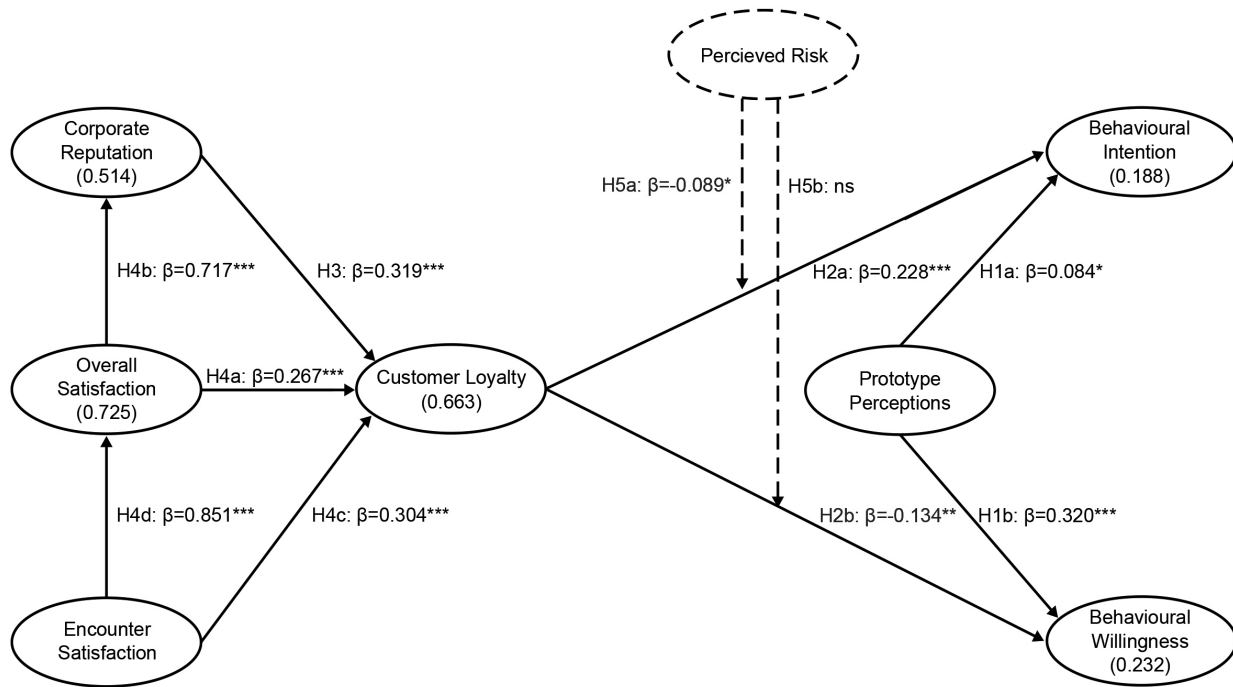 Percieved Risk
Corporate
Reputation
(0.514)
Behavioural
Intention
(0.188)
H5a: β=-0.089*
H5b: ns
H4b: β=0.717***
H3: β=0.319***
H2a: β=0.228***
H1a: β=0.084*
Overall
Satisfaction
(0.725)
H4a: β=0.267***
Customer Loyalty
(0.663)
Prototype
Perceptions
H4d: β=0.851***
H4c: β=0.304***
H2b: β=-0.134**
H1b: β=0.320***
Encounter
Satisfaction
Behavioural
Willingness
(0.232)